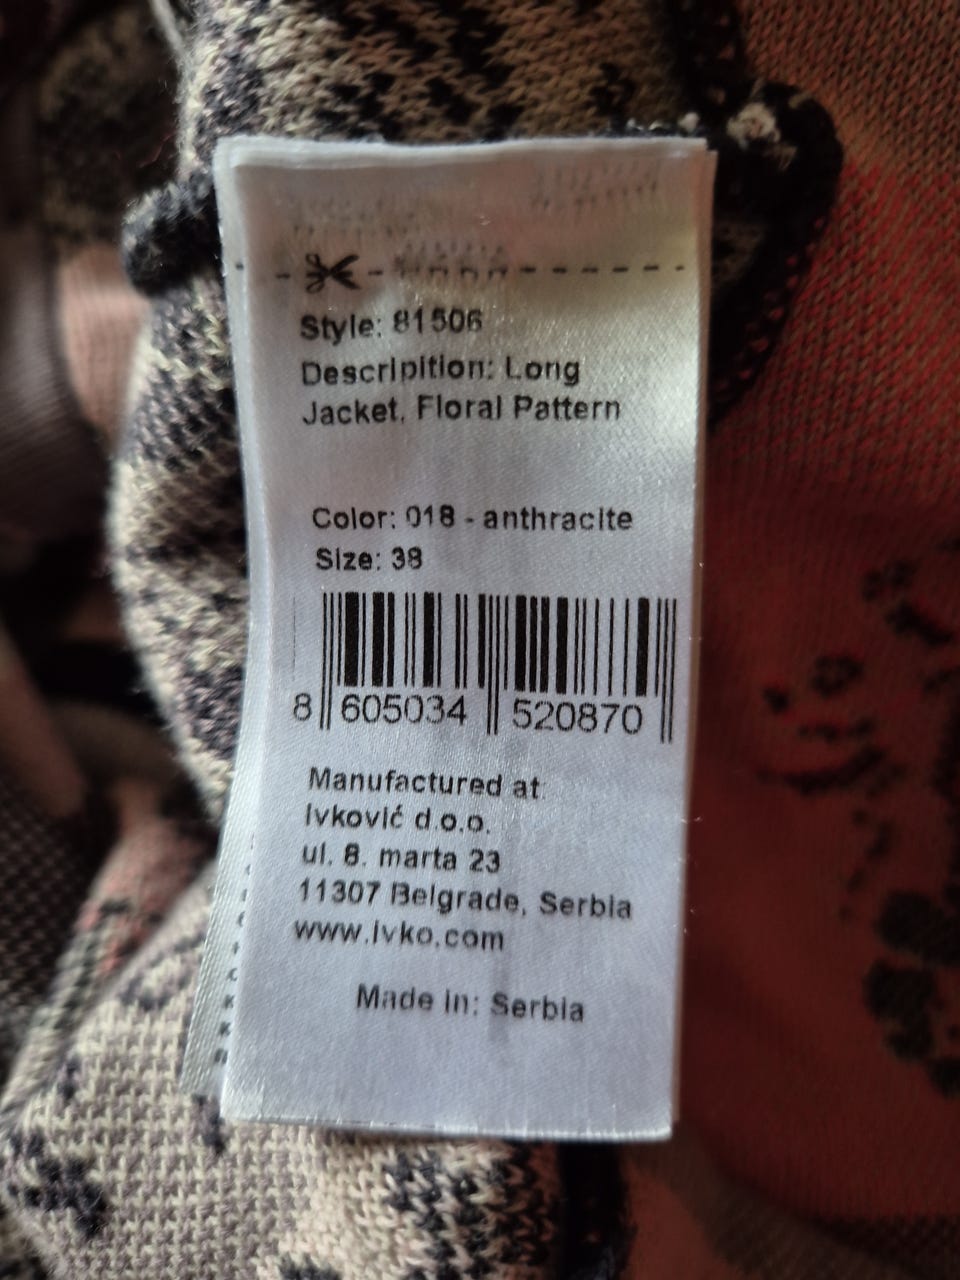 Style: 81506
Descripition: Long
Jacket, Floral Pattern
Color: 018 - anthracite
Size: 38
8 605034 520870
Manufactured at:
Ivković d.o.o.
ul. 8. marta 23
11307 Belgrade, Serbia
www.ivko.com
Made in: Serbia